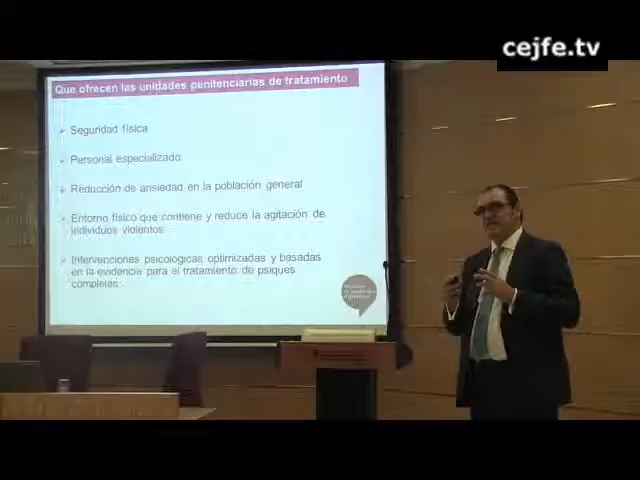 cejfe.tv
Que ofrecen las unidades penitenciarias de tratamiento
Seguridad física
Personal especializado
Reducción de ansiedad en la población general
Entorno físico que contiene y reduce la agitación de
individuos violentos
Intervenciones psicológicas optimizadas y basadas
en la evidencia para el tratamiento de psiques
complejas